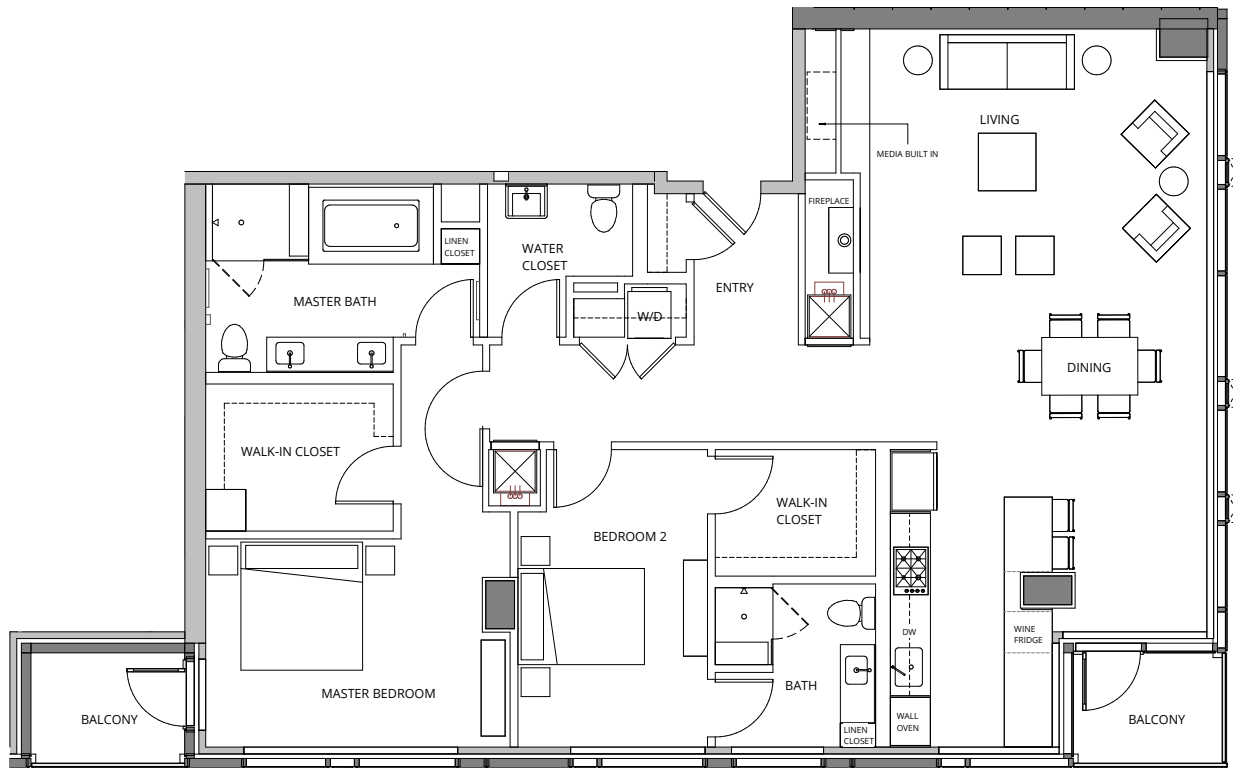 LIVING
MEDIA BUILT IN
FIREPLACE
LINEN
CLOSET
WATER
CLOSET
MASTER BATH
ENTRY
W/D
DINING
WALK-IN CLOSET
WALK-IN
CLOSET
BEDROOM 2
DW
WINE
FRIDGE
BATH
MASTER BEDROOM
BALCONY
WALL
OVEN
LINEN
CLOSET
BALCONY